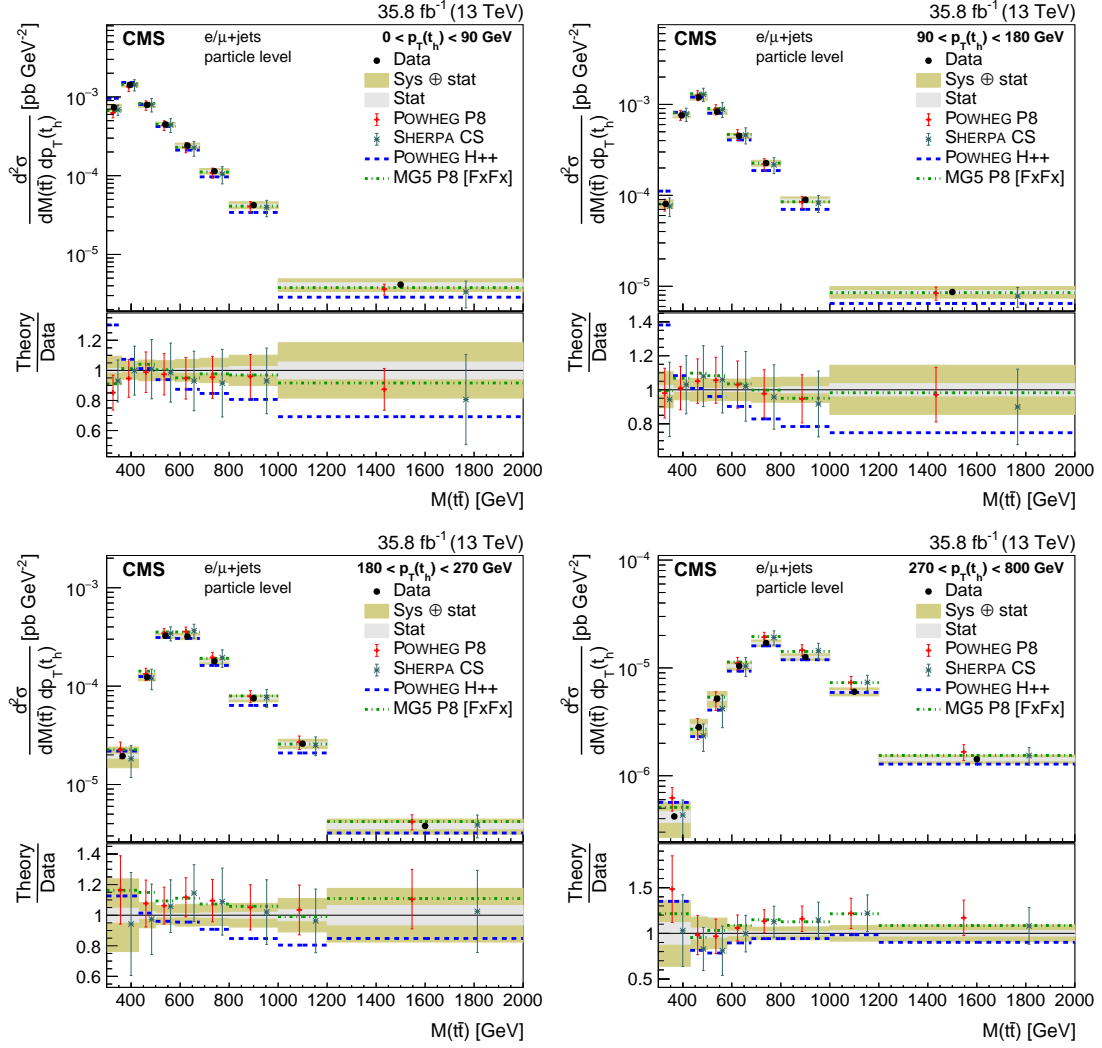 35.8 fb⁻¹ (13 TeV)
CMS
e/μ+jets
particle level
0 < p_T(t_h) < 90 GeV
Data
Sys ⊕ stat
Stat
POWHEG P8
SHERPA CS
POWHEG H++
MG5 P8 [FxFx]
d²σ / dM(tt̄) dp_T(t_h) [pb GeV⁻²]
10⁻³
10⁻⁴
10⁻⁵
Theory / Data
1.2
1
0.8
0.6
400 600 800 1000 1200 1400 1600 1800 2000
M(tt̄) [GeV]
35.8 fb⁻¹ (13 TeV)
CMS
e/μ+jets
particle level
90 < p_T(t_h) < 180 GeV
Data
Sys ⊕ stat
Stat
POWHEG P8
SHERPA CS
POWHEG H++
MG5 P8 [FxFx]
d²σ / dM(tt̄) dp_T(t_h) [pb GeV⁻²]
10⁻³
10⁻⁴
10⁻⁵
Theory / Data
1.4
1.2
1
0.8
400 600 800 1000 1200 1400 1600 1800 2000
M(tt̄) [GeV]
35.8 fb⁻¹ (13 TeV)
CMS
e/μ+jets
particle level
180 < p_T(t_h) < 270 GeV
Data
Sys ⊕ stat
Stat
POWHEG P8
SHERPA CS
POWHEG H++
MG5 P8 [FxFx]
d²σ / dM(tt̄) dp_T(t_h) [pb GeV⁻²]
10⁻³
10⁻⁴
10⁻⁵
Theory / Data
1.4
1.2
1
0.8
0.6
400 600 800 1000 1200 1400 1600 1800 2000
M(tt̄) [GeV]
35.8 fb⁻¹ (13 TeV)
CMS
e/μ+jets
particle level
270 < p_T(t_h) < 800 GeV
Data
Sys ⊕ stat
Stat
POWHEG P8
SHERPA CS
POWHEG H++
MG5 P8 [FxFx]
d²σ / dM(tt̄) dp_T(t_h) [pb GeV⁻²]
10⁻⁴
10⁻⁵
10⁻⁶
Theory / Data
1.5
1
0.5
400 600 800 1000 1200 1400 1600 1800 2000
M(tt̄) [GeV]